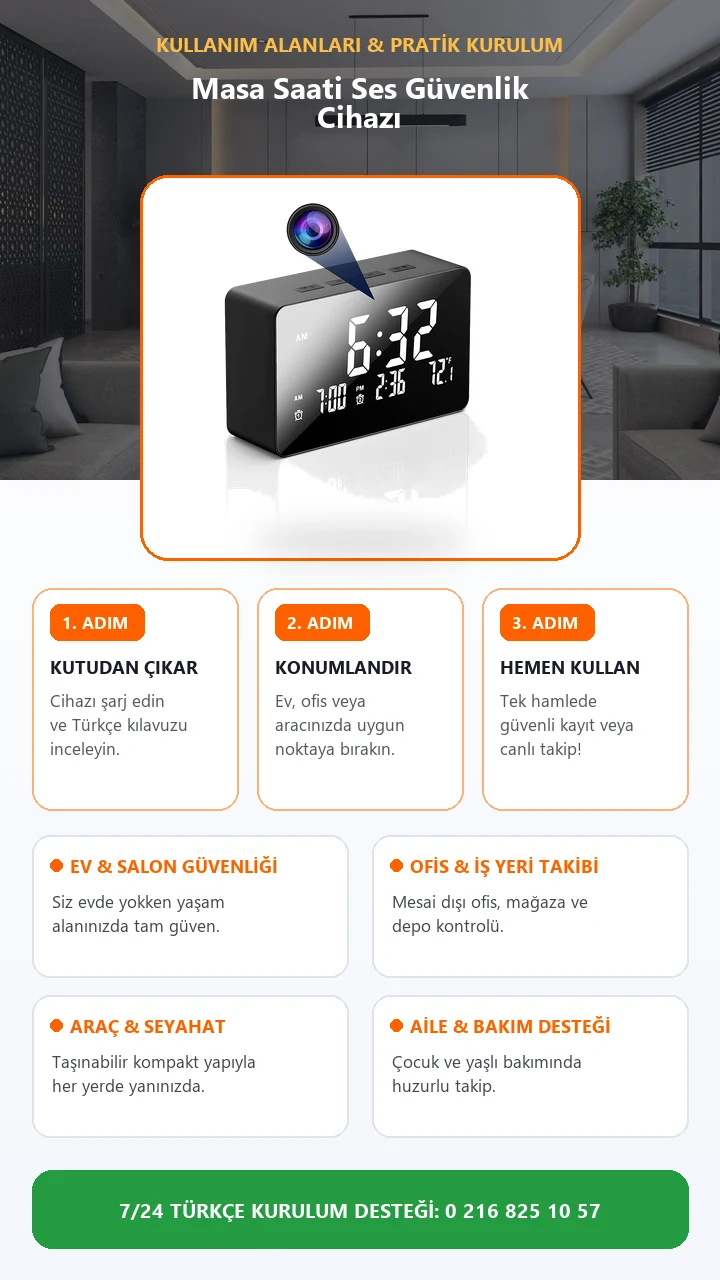 KULLANIM ALANLARI & PRATİK KURULUM
Masa Saati Ses Güvenlik
Cihazı
AM
6:32
AM
7:00
PM
2:36
72.1
°F
1. ADIM
KUTUDAN ÇIKAR
Cihazı şarj edin
ve Türkçe kılavuzu
inceleyin.
2. ADIM
KONUMLANDIR
Ev, ofis veya
aracınızda uygun
noktaya bırakın.
3. ADIM
HEMEN KULLAN
Tek hamlede
güvenli kayıt veya
canlı takip!
EV & SALON GÜVENLİĞİ
Siz evde yokken yaşam
alanınızda tam güven.
OFİS & İŞ YERİ TAKİBİ
Mesai dışı ofis, mağaza ve
depo kontrolü.
ARAÇ & SEYAHAT
Taşınabilir kompakt yapıyla
her yerde yanınızda.
AİLE & BAKIM DESTEĞİ
Çocuk ve yaşlı bakımında
huzurlu takip.
7/24 TÜRKÇE KURULUM DESTEĞİ: 0 216 825 10 57